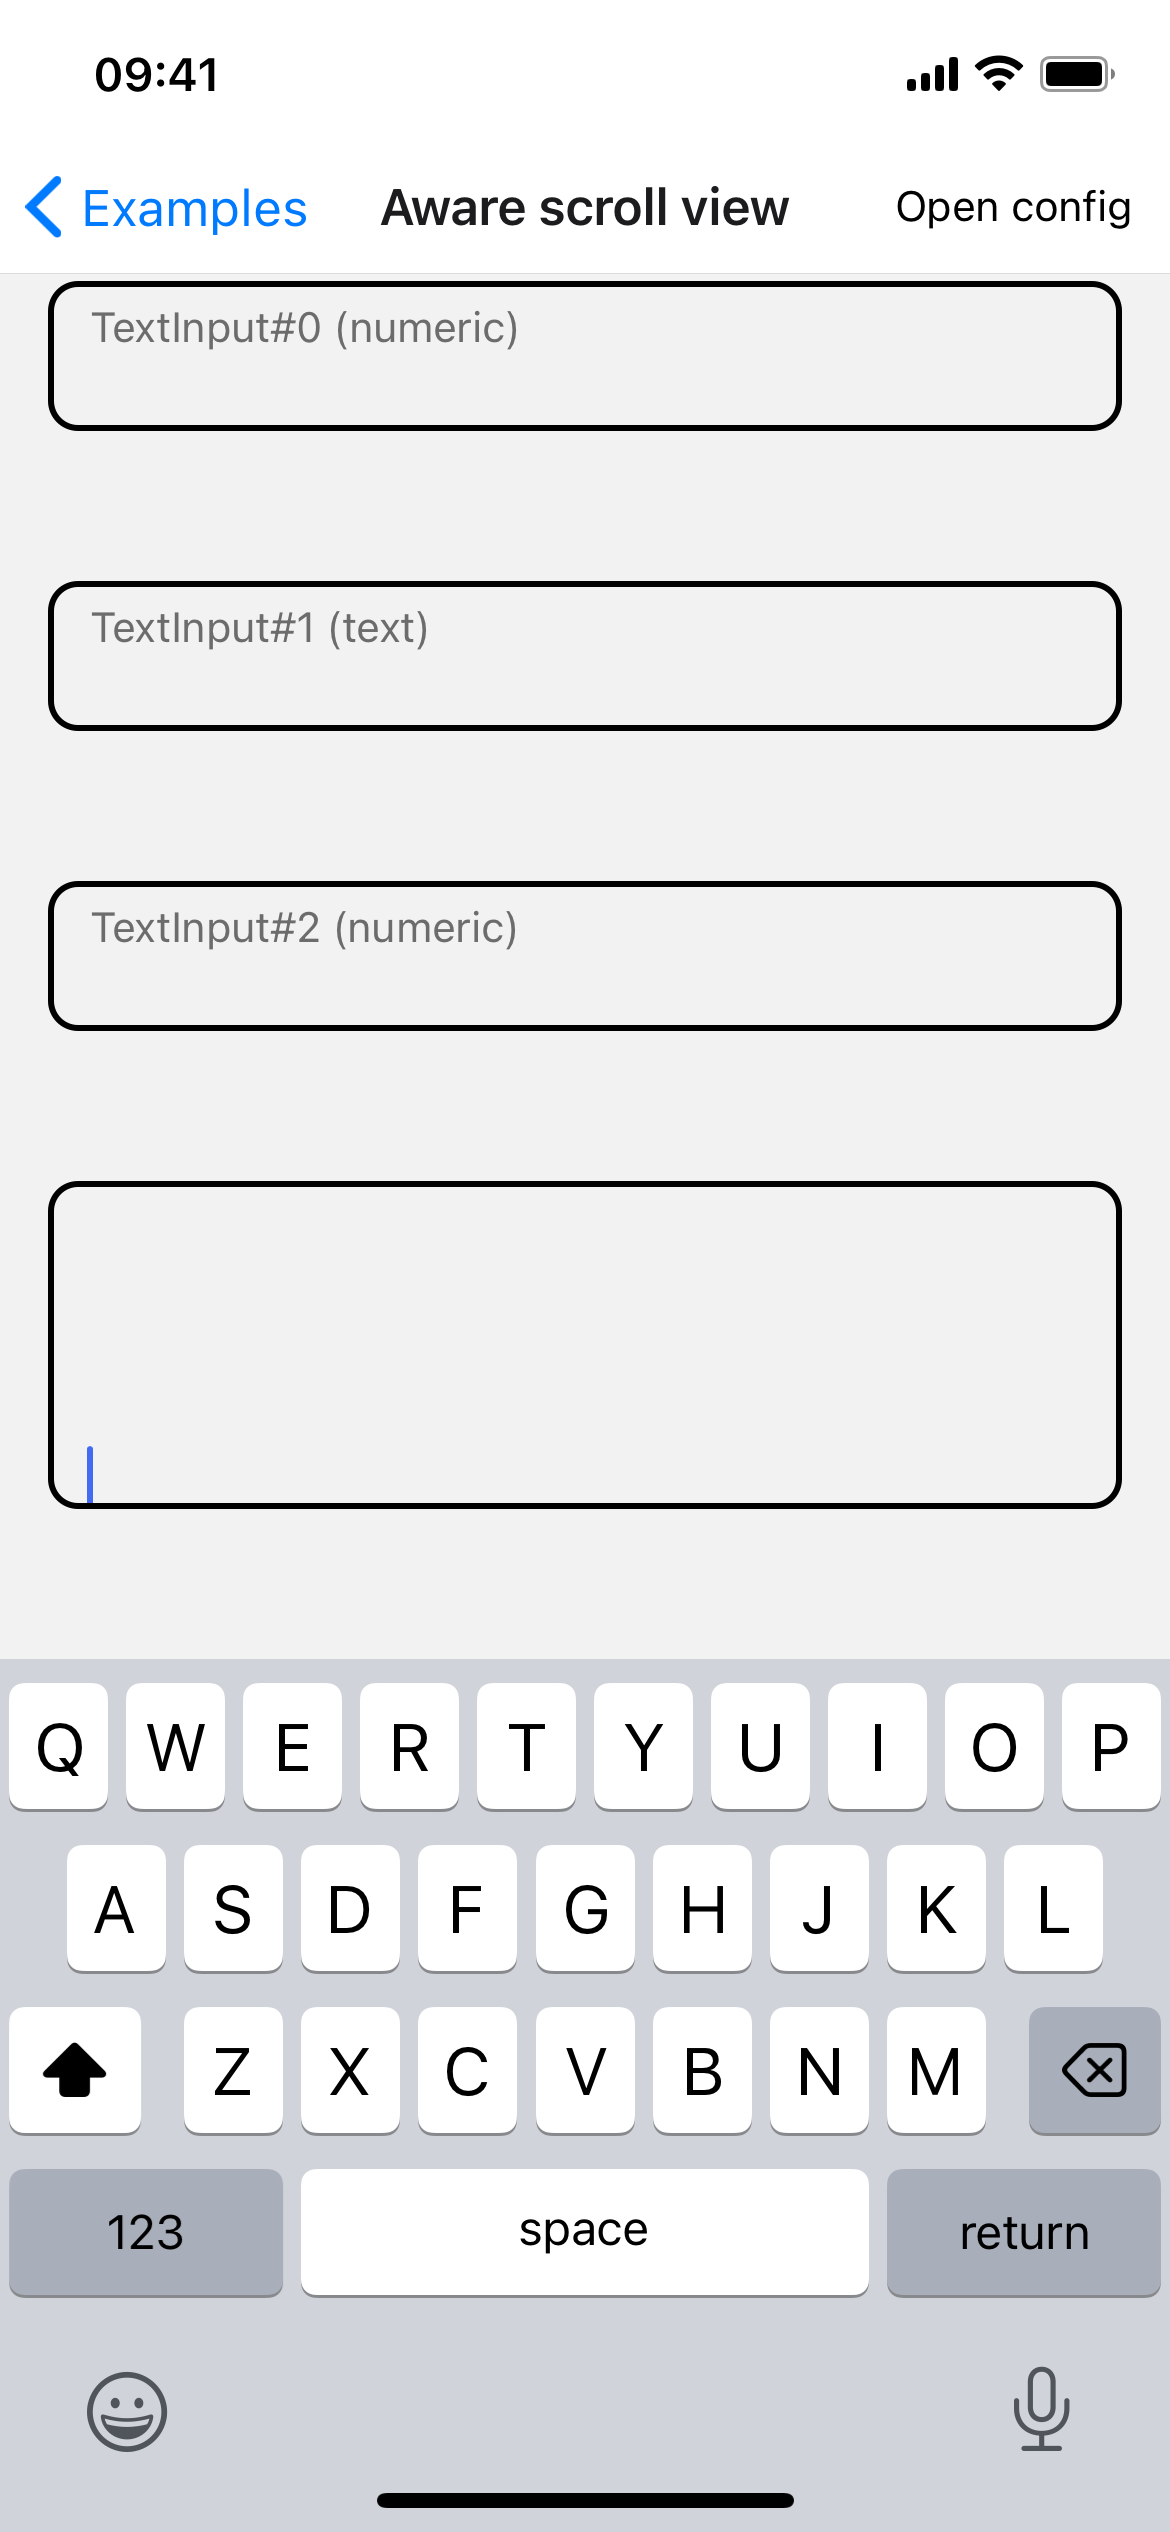 09:41
Examples Aware scroll view Open config
TextInput#0 (numeric)
TextInput#1 (text)
TextInput#2 (numeric)
Q W E R T Y U I O P
A S D F G H J K L
Z X C V B N M
123 space return